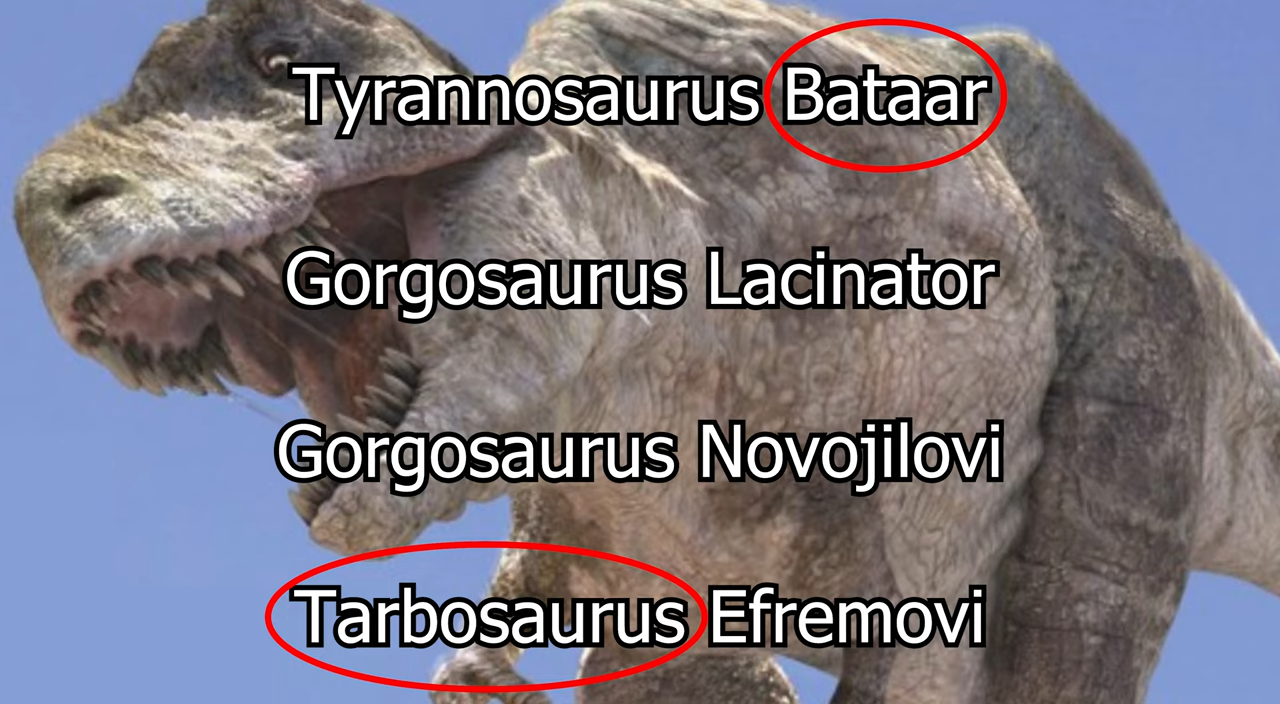 Tyrannosaurus Bataar
Gorgosaurus Lacinator
Gorgosaurus Novojilovi
Tarbosaurus Efremovi